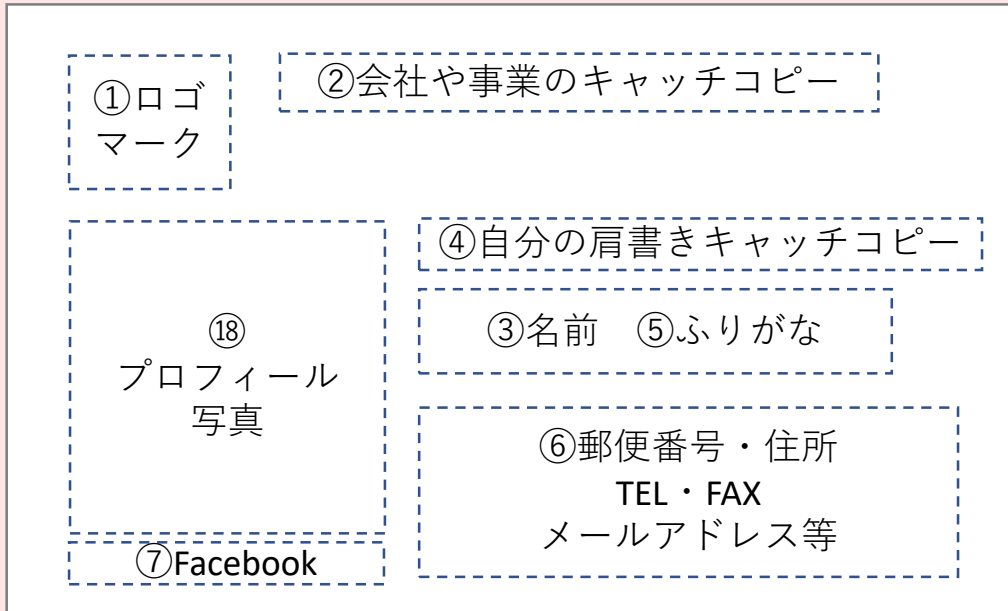 ①ロゴ
マーク
②会社や事業のキャッチコピー
④自分の肩書きキャッチコピー
③名前　⑤ふりがな
⑱
プロフィール
写真
⑥郵便番号・住所
TEL・FAX
メールアドレス等
⑦Facebook